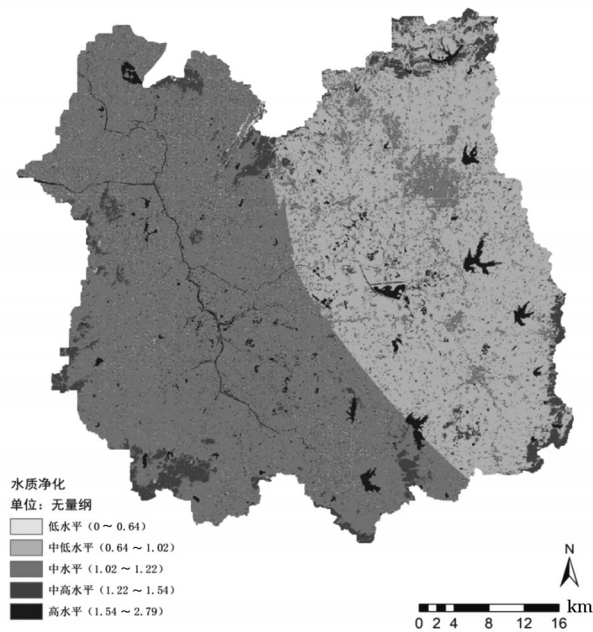 水质净化
单位：无量纲
低水平（0～0.64）
中低水平（0.64～1.02）
中水平（1.02～1.22）
中高水平（1.22～1.54）
高水平（1.54～2.79）
N
km
0 2 4 8 12 16